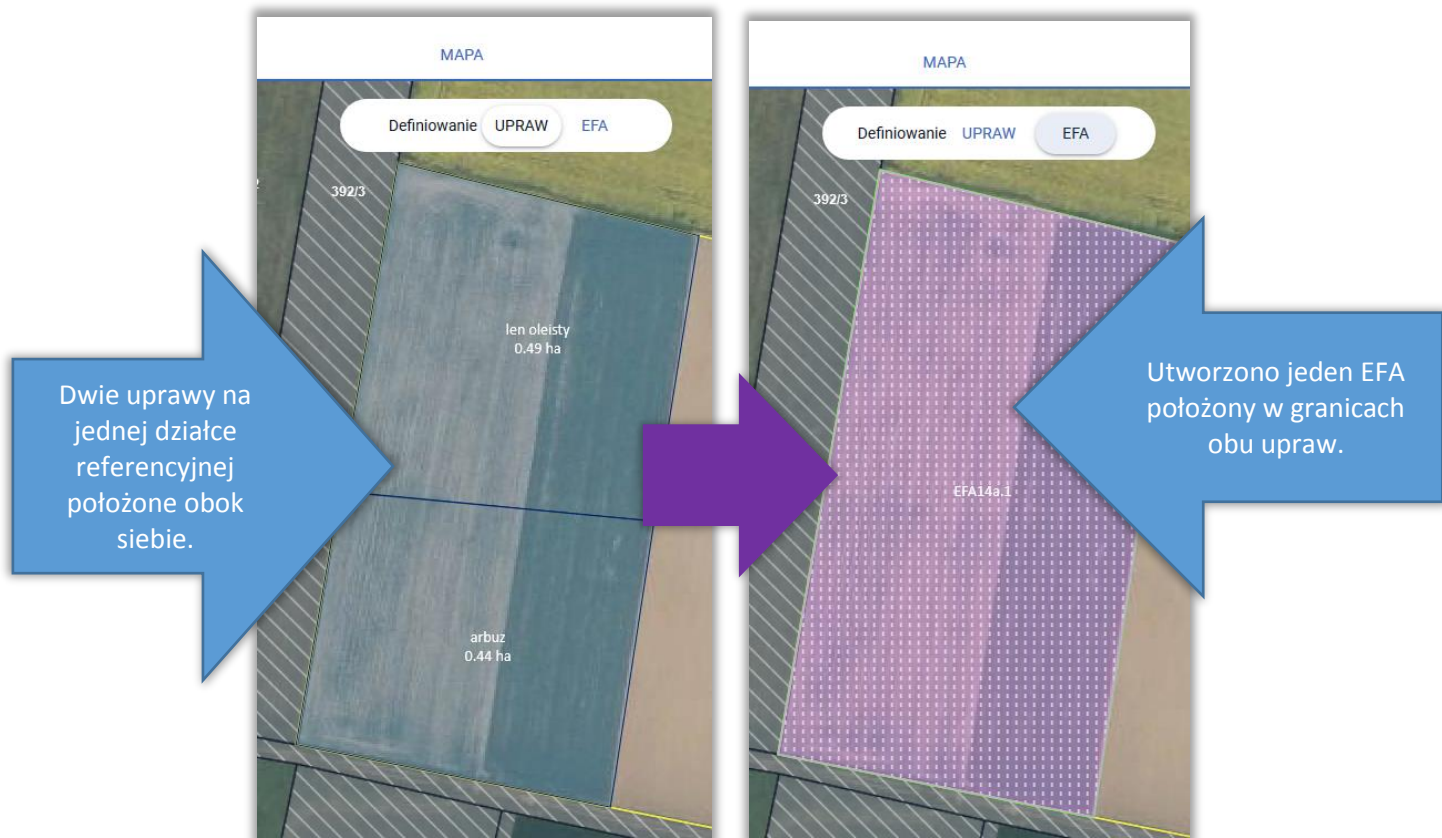 MAPA
Definiowanie UPRAW EFA
392/3
len oleisty
0.49 ha
arbuz
0.44 ha
Dwie uprawy na
jednej działce
referencyjnej
położone obok
siebie.
MAPA
Definiowanie UPRAW EFA
392/3
EFA14a.1
Utworzono jeden EFA
położony w granicach
obu upraw.